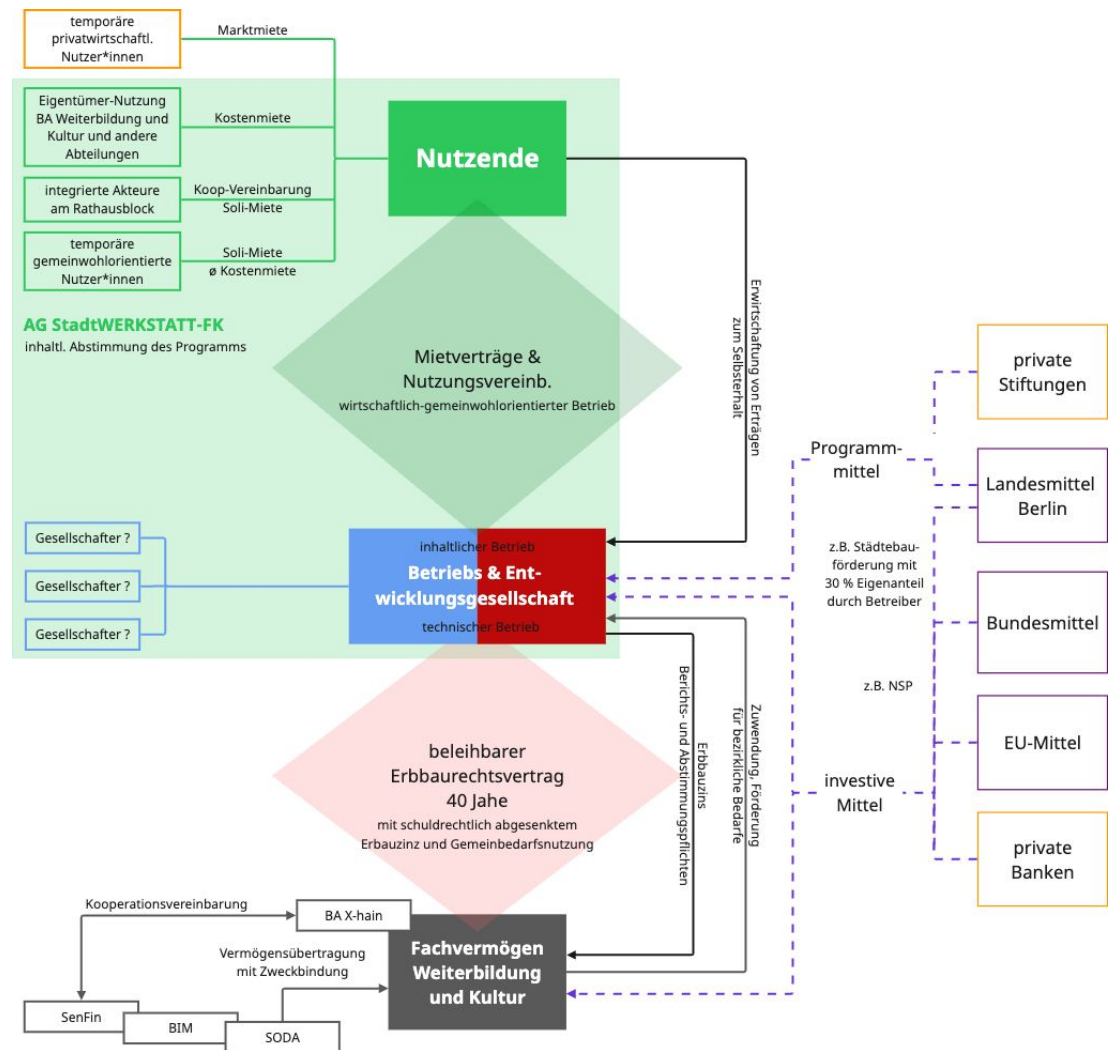 temporäre
privatwirtschaftl.
Nutzer*innen
Marktmiete
Eigentümer-Nutzung
BA Weiterbildung und
Kultur und andere
Abteilungen
Kostenmiete
Nutzende
integrierte Akteure
am Rathausblock
Koop-Vereinbarung
Soli-Miete
temporäre
gemeinwohlorientierte
Nutzer*innen
Soli-Miete
ø Kostenmiete
AG StadtWERKSTATT-FK
inhaltl. Abstimmung des Programms
Mietverträge &
Nutzungsvereinb.
wirtschaftlich-gemeinwohlorientierter Betrieb
Erwirtschaftung von Erträgen
zum Selbsterhalt
Gesellschafter ?
Gesellschafter ?
Gesellschafter ?
inhaltlicher Betrieb
Betriebs & Ent-
wicklungsgesellschaft
technischer Betrieb
private
Stiftungen
Programm-
mittel
Landesmittel
Berlin
z.B. Städtebau-
förderung mit
30 % Eigenanteil
durch Betreiber
Bundesmittel
z.B. NSP
EU-Mittel
investive
Mittel
private
Banken
beleihbarer
Erbbaurechtsvertrag
40 Jahe
mit schuldrechtlich abgesenktem
Erbauzinz und Gemeinbedarfsnutzung
Erbbauzins
Berichts- und Abstimmungspflichten
Zuwendung, Förderung
für bezirkliche Bedarfe
Kooperationsvereinbarung
BA X-hain
Vermögensübertragung
mit Zweckbindung
Fachvermögen
Weiterbildung
und Kultur
SenFin
BIM
SODA